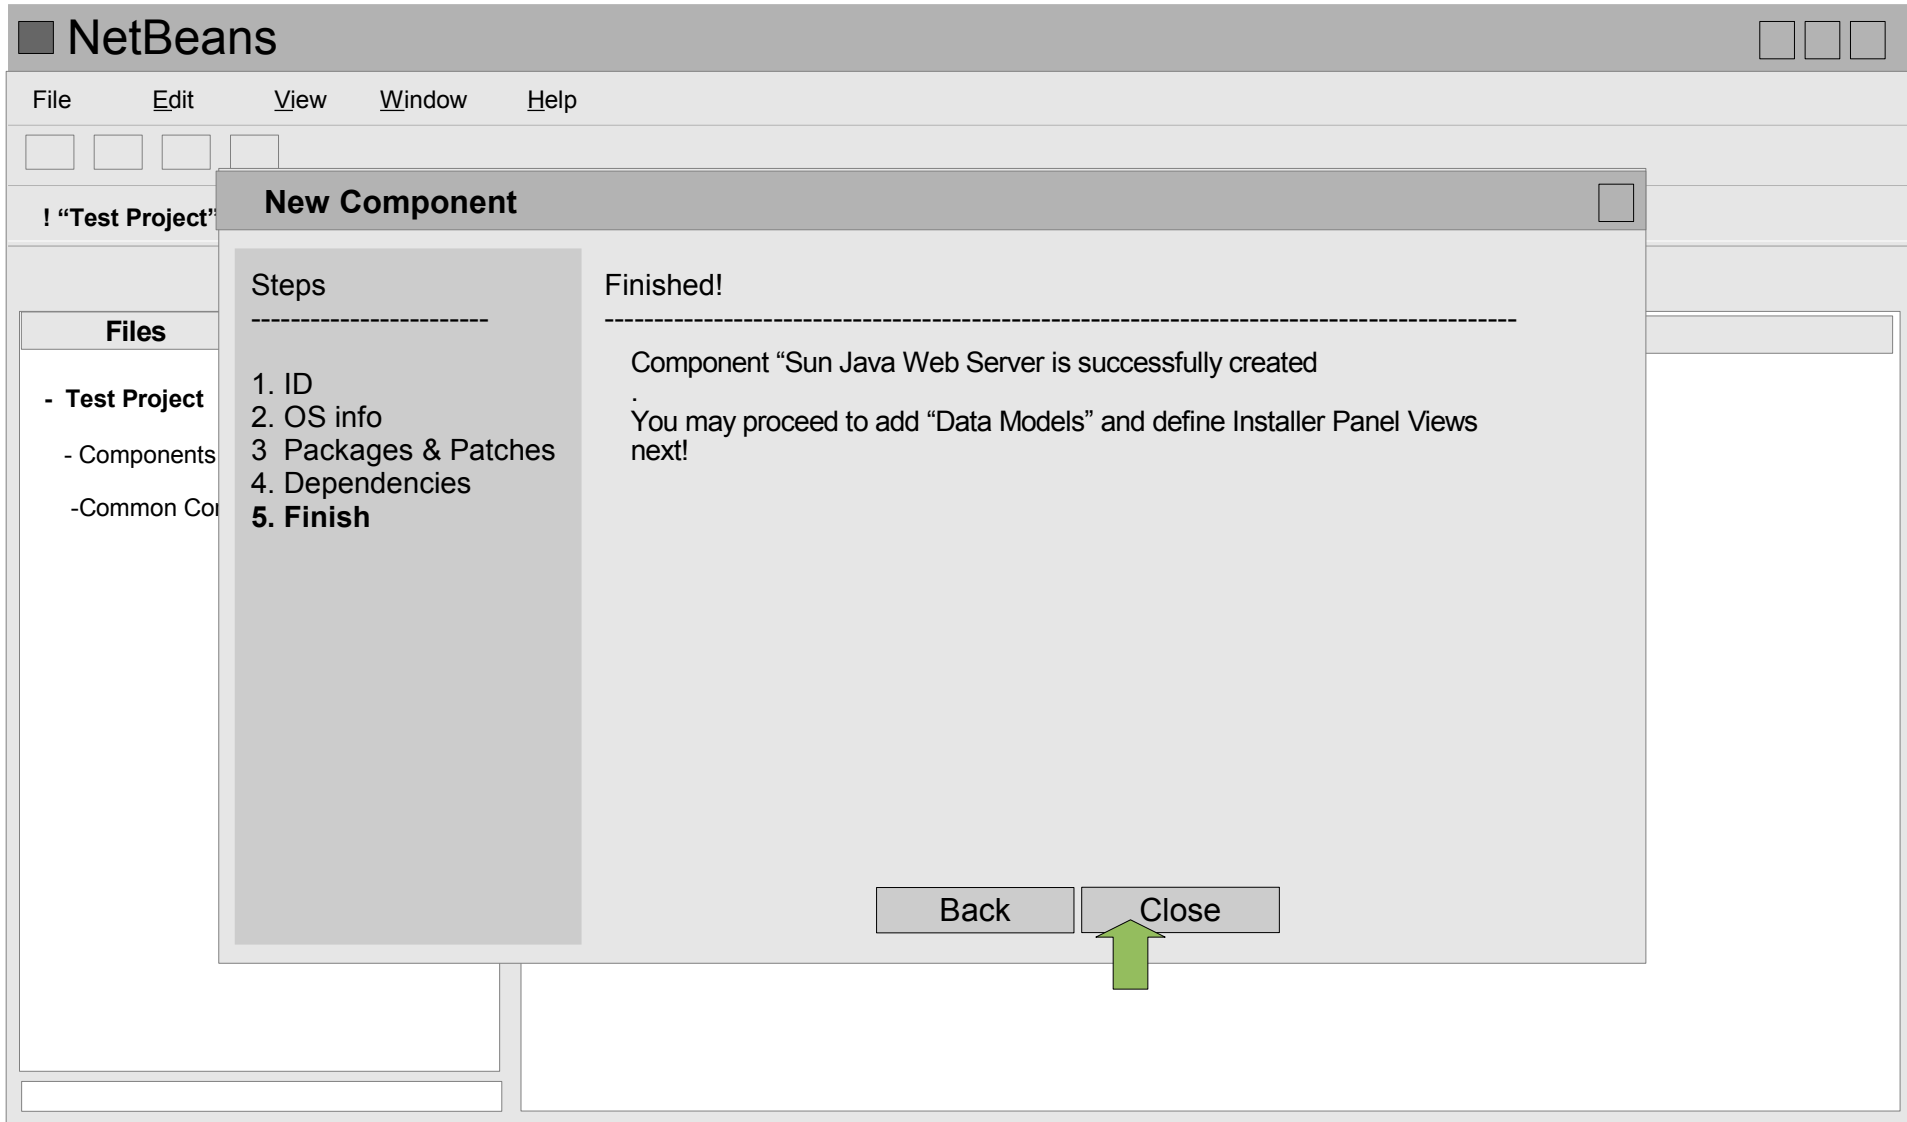 NetBeans
File Edit View Window Help
! “Test Project”
New Component
Files
- Test Project
- Components
-Common Co
Steps
------------------------
1. ID
2. OS info
3 Packages & Patches
4. Dependencies
5. Finish
Finished!
---------------------------------------------------------------------------------------------
Component “Sun Java Web Server is successfully created
.
You may proceed to add “Data Models” and define Installer Panel Views
next!
Back Close